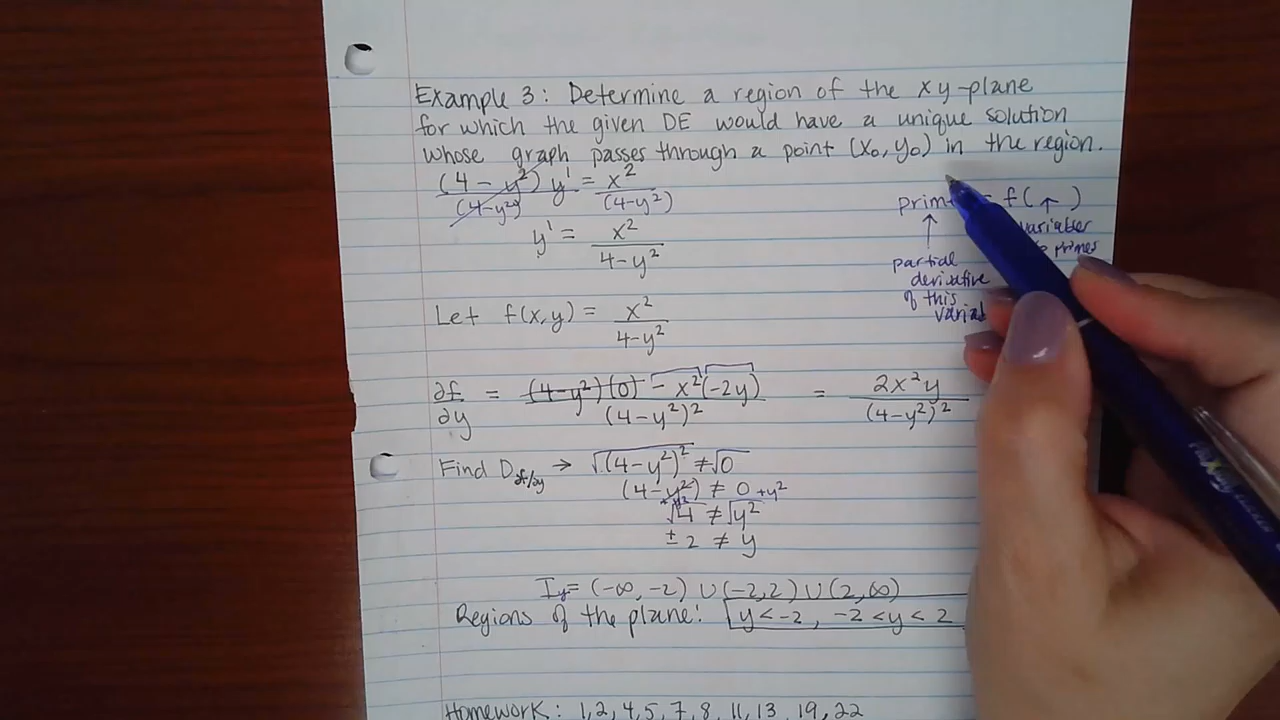 Example 3: Determine a region of the xy-plane
for which the given DE would have a unique solution
whose graph passes through a point (x₀, y₀) in the region.
(4 - y²) y' = x²
(4-y²) (4-y²)
y' = x² / 4-y²
prim = f(↑)
variables
primes
partial
derivative
of this
Let f(x,y) = x² / 4-y²
∂f/∂y = (4-y²)(0) - x²(-2y) / (4-y²)² = 2x²y / (4-y²)²
Find D∂f/∂y → √(4-y²)² ≠ √0
(4-y²) ≠ 0 +y²
√4 ≠ √y²
± 2 ≠ y
Iy = (-∞, -2) ∪ (-2,2) ∪ (2,∞)
Regions of the plane: y < -2, -2 < y < 2
Homework: 1,2,4,5,7,8,11,13,19,22